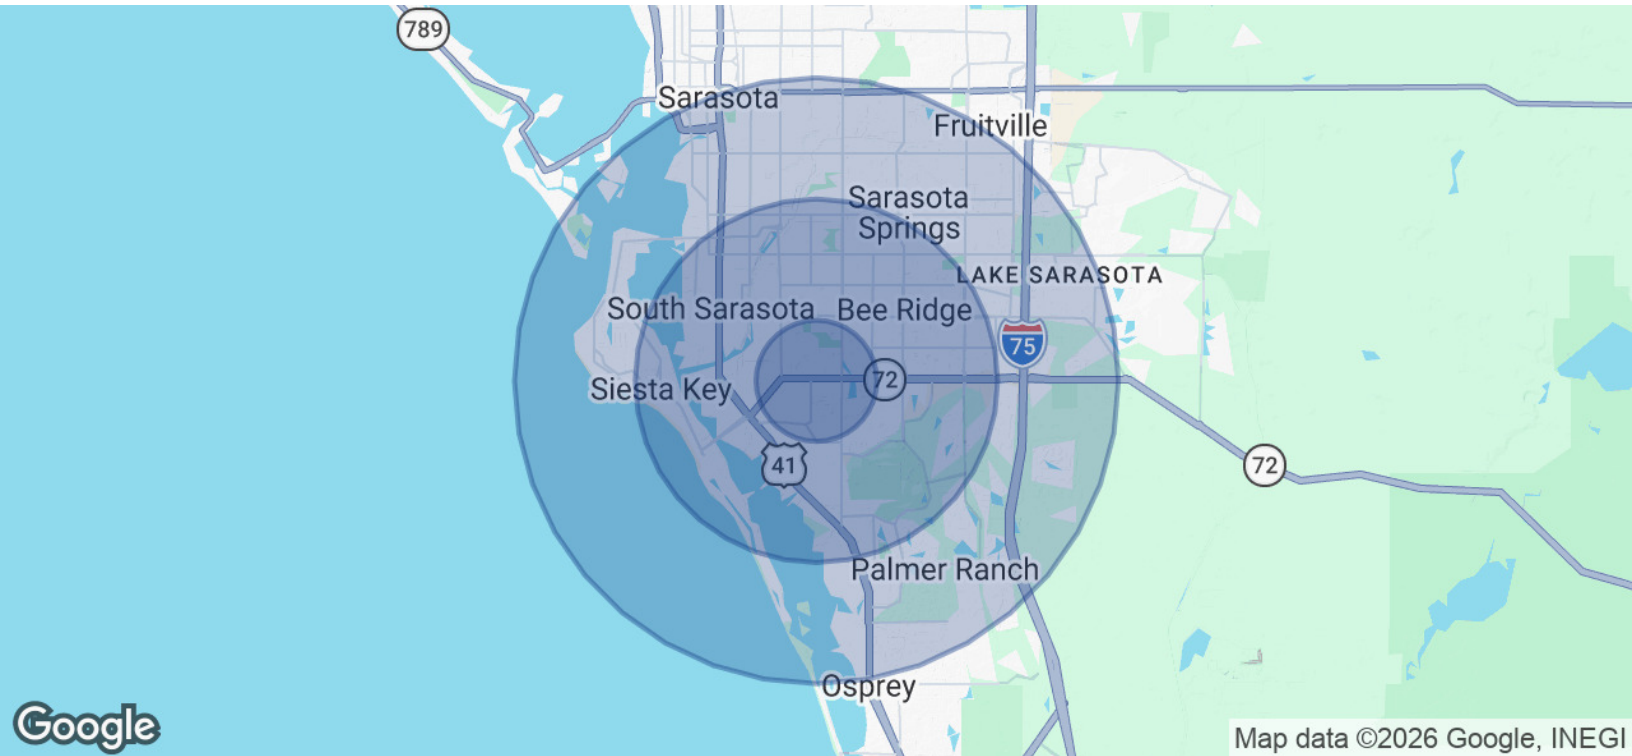 789
Sarasota
Fruitville
Sarasota
Springs
LAKE SARASOTA
South Sarasota
Bee Ridge
75
72
Siesta Key
41
72
Palmer Ranch
Osprey
Google
Map data ©2026 Google, INEGI